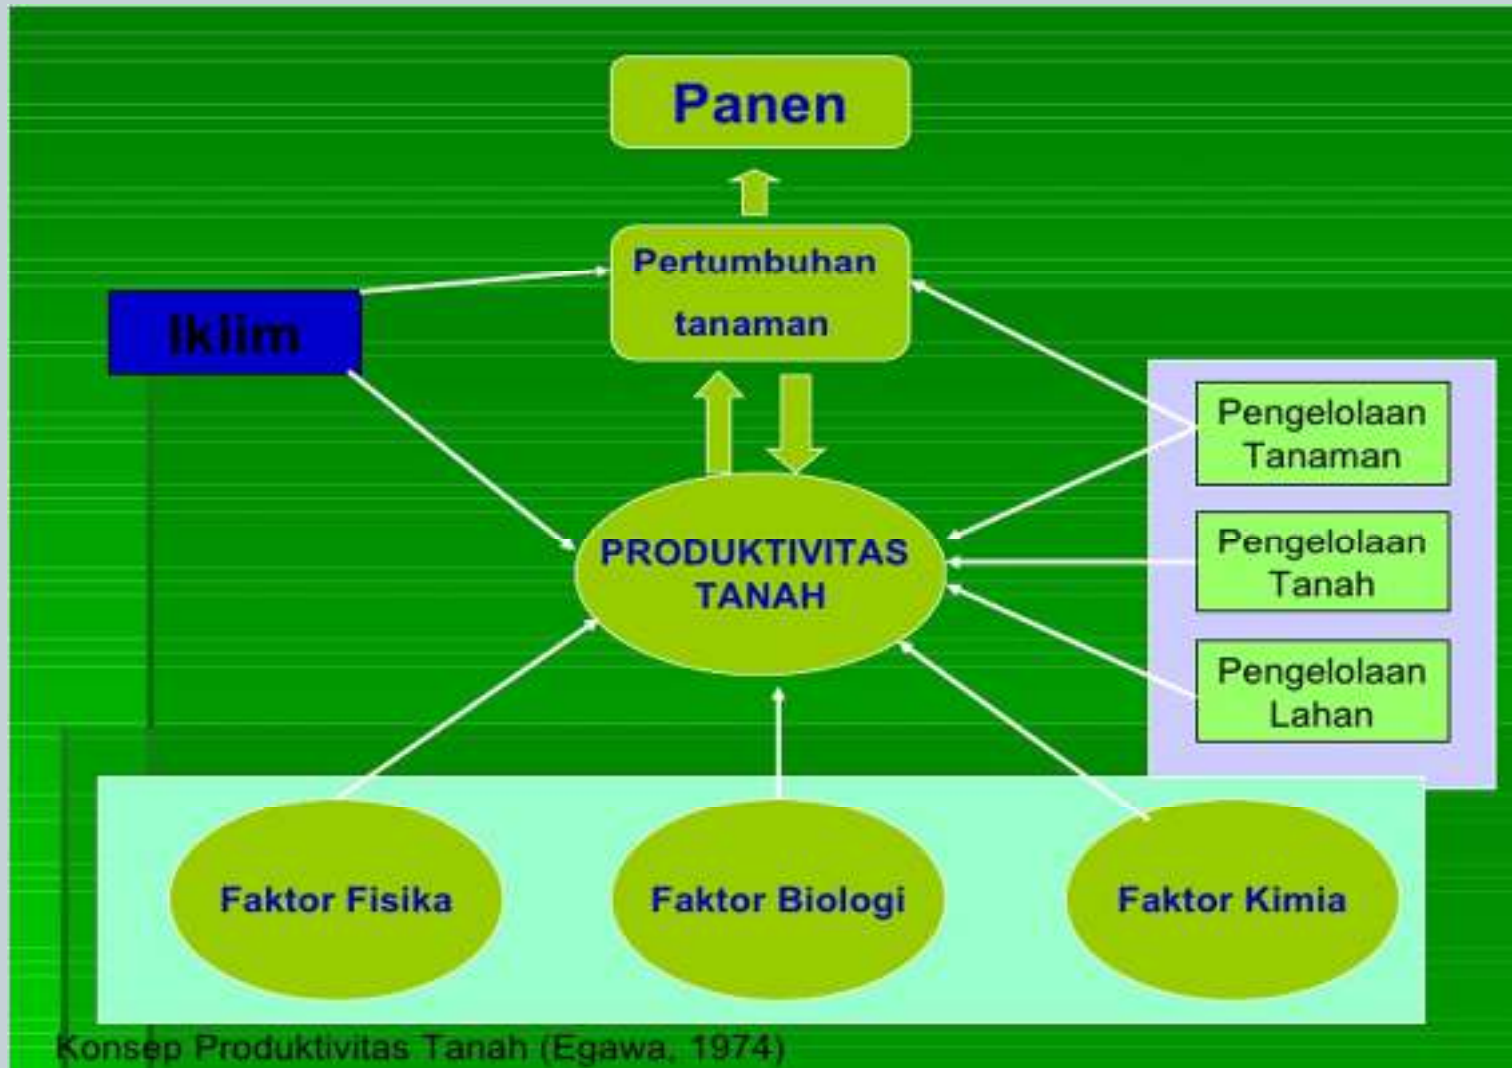 Panen
Pertumbuhan
tanaman
Iklim
Pengelolaan
Tanaman
PRODUKTIVITAS
TANAH
Pengelolaan
Tanah
Pengelolaan
Lahan
Faktor Fisika
Faktor Biologi
Faktor Kimia
Konsep Produktivitas Tanah (Egawa, 1974)